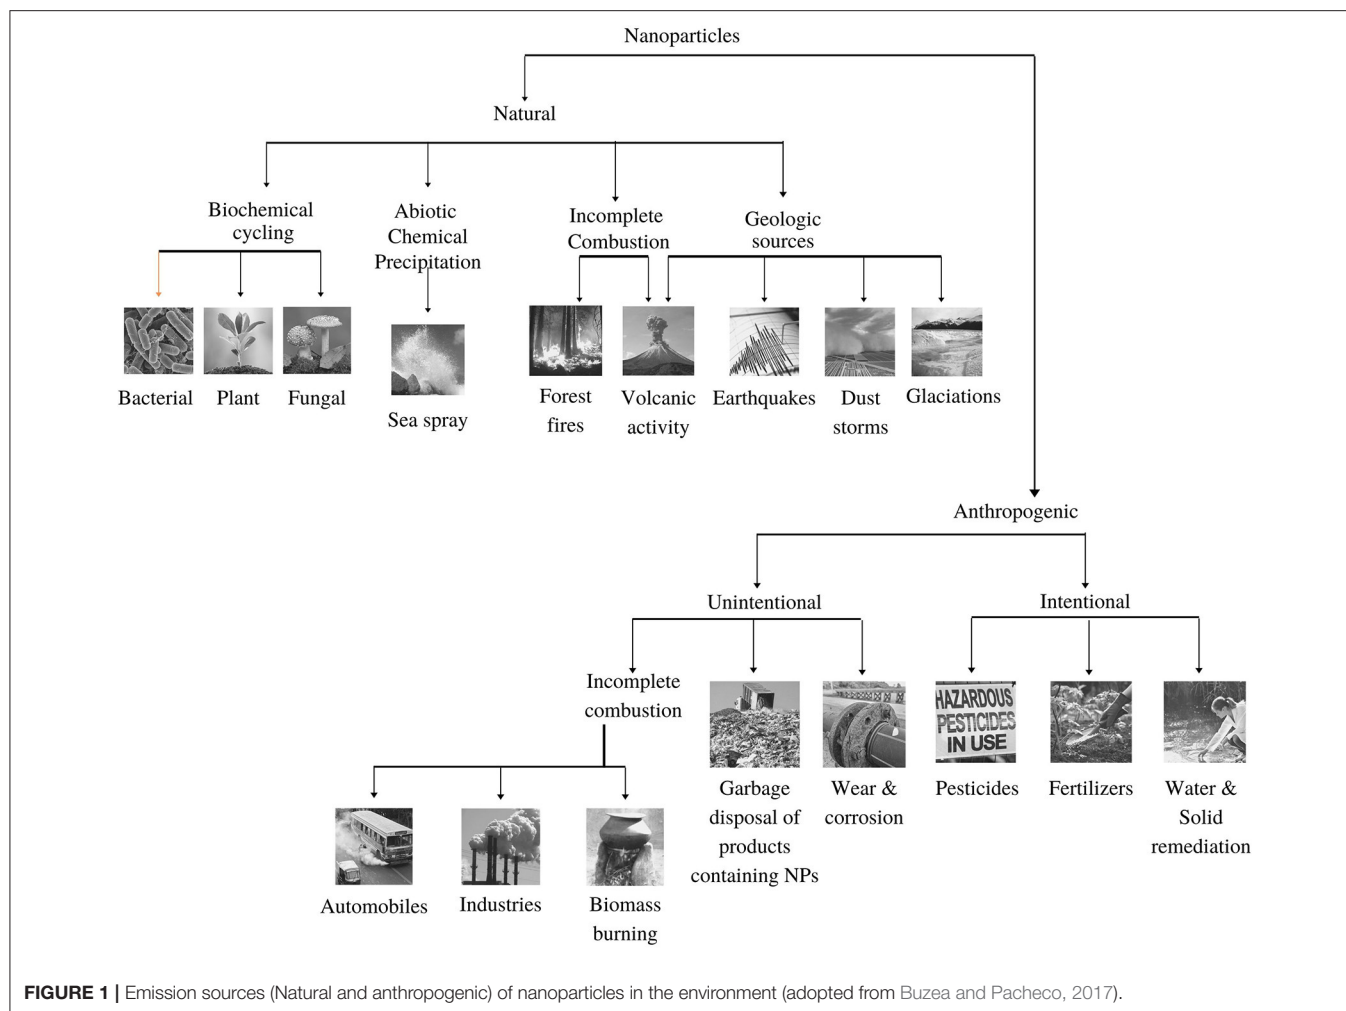 Nanoparticles
Natural
Biochemical
cycling
Abiotic
Chemical
Precipitation
Incomplete
Combustion
Geologic
sources
Bacterial
Plant
Fungal
Sea spray
Forest
fires
Volcanic
activity
Earthquakes
Dust
storms
Glaciations
Anthropogenic
Unintentional
Intentional
Incomplete
combustion
HAZARDOUS
PESTICIDES
IN USE
Garbage
disposal of
products
containing NPs
Wear &
corrosion
Pesticides
Fertilizers
Water &
Solid
remediation
Automobiles
Industries
Biomass
burning
FIGURE 1 | Emission sources (Natural and anthropogenic) of nanoparticles in the environment (adopted from Buzea and Pacheco, 2017).